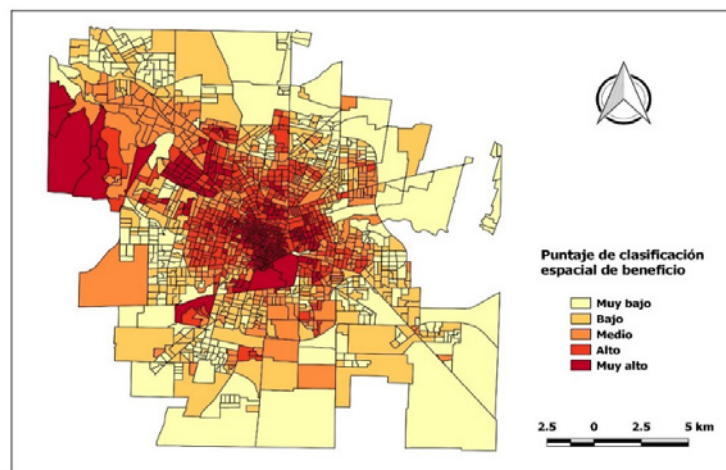 Puntaje de clasificación
espacial de beneficio
Muy bajo
Bajo
Medio
Alto
Muy alto
2.5 0 2.5 5 km